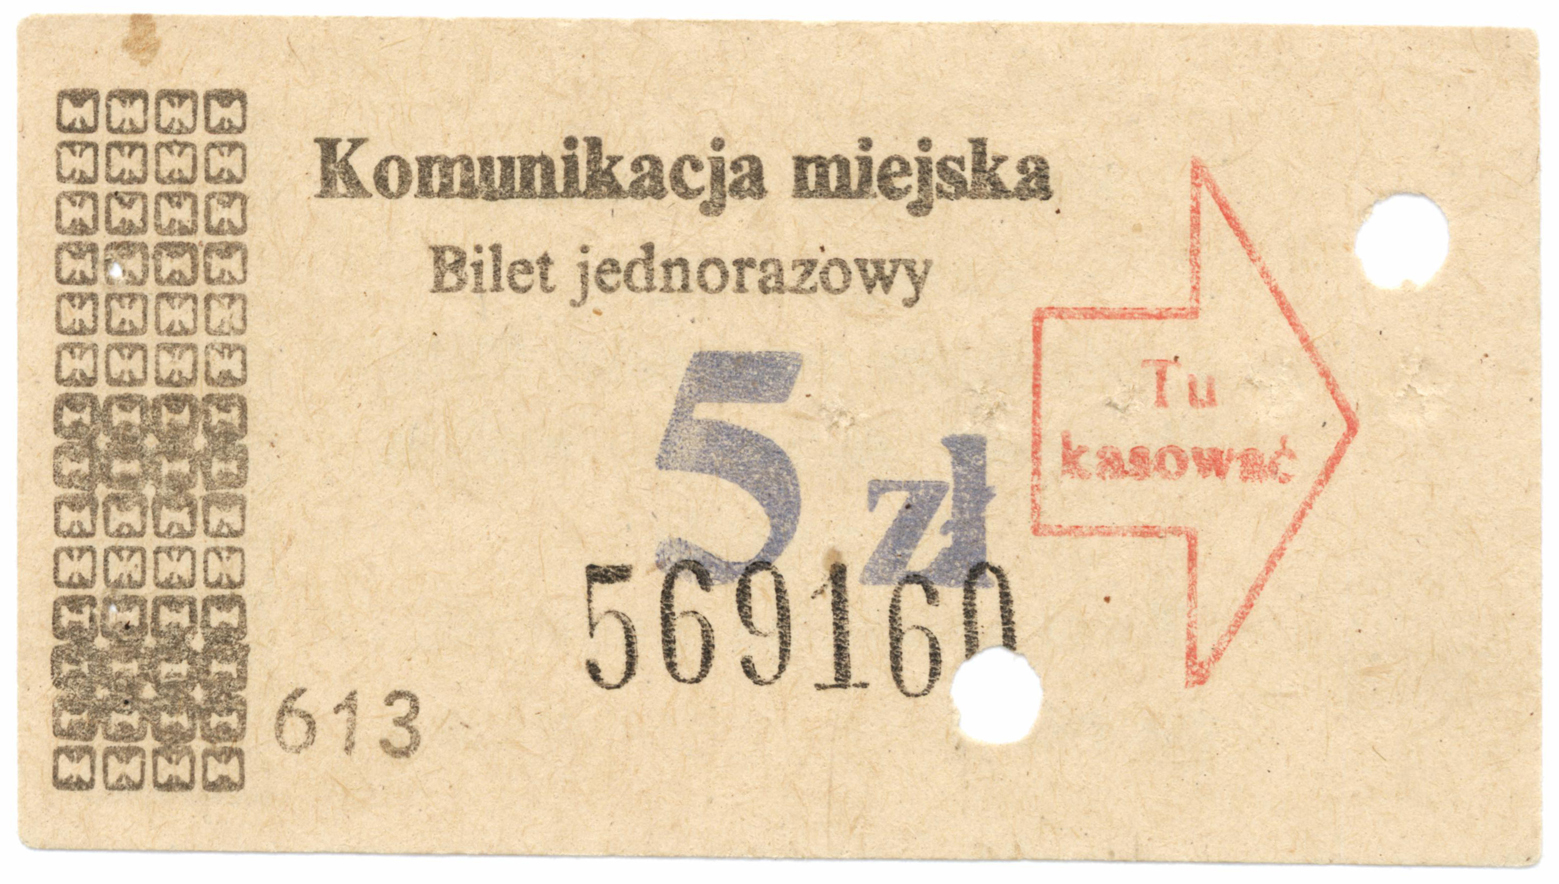 Komunikacja miejska
Bilet jednorazowy
5 zł
Tu
kasować
569160
613